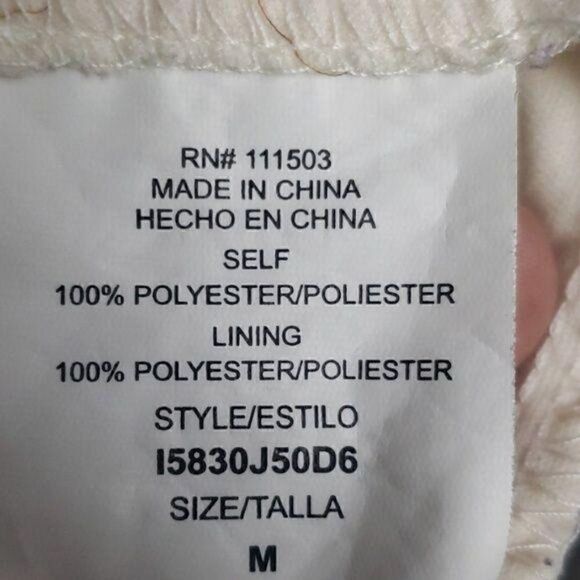 RN# 111503
MADE IN CHINA
HECHO EN CHINA
SELF
100% POLYESTER/POLIESTER
LINING
100% POLYESTER/POLIESTER
STYLE/ESTILO
I5830J50D6
SIZE/TALLA
M